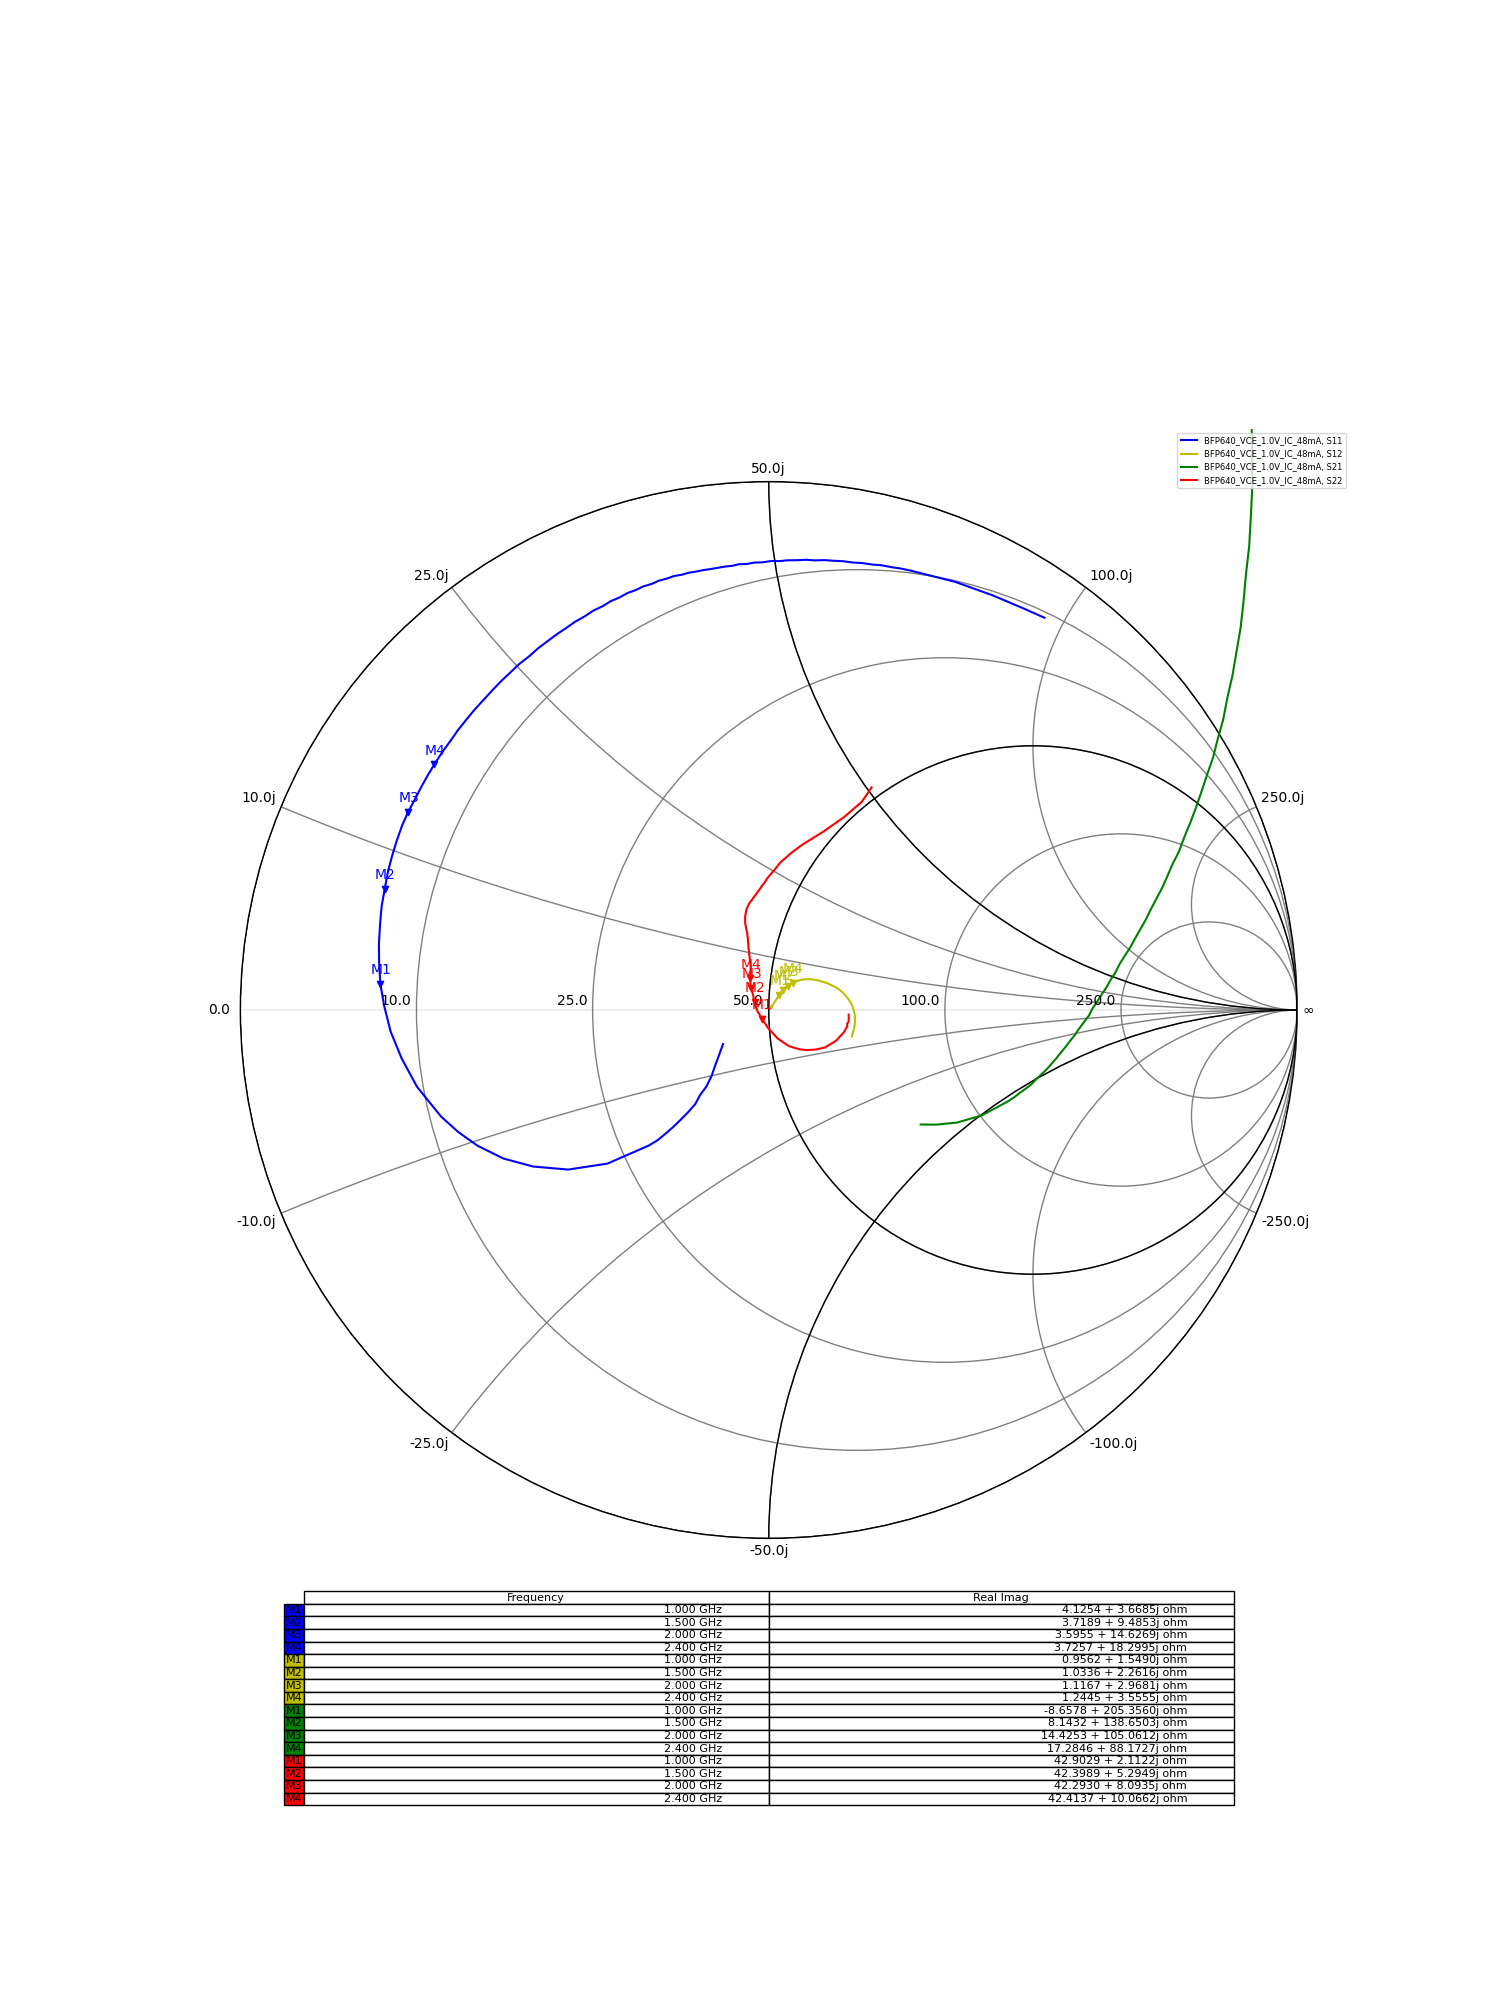 BFP640_VCE_1.0V_IC_48mA, S11
BFP640_VCE_1.0V_IC_48mA, S12
BFP640_VCE_1.0V_IC_48mA, S21
BFP640_VCE_1.0V_IC_48mA, S22
50.0j
25.0j
100.0j
M4
10.0j
M3
250.0j
M2
M4
M4
M3
M3
M1
M2
M1
M1
0.0
10.0
25.0
50.0
100.0
250.0
∞
-10.0j
-250.0j
-25.0j
-100.0j
-50.0j
Frequency Real Imag
M1 1.000 GHz 4.1254 + 3.6685j ohm
M2 1.500 GHz 3.7189 + 9.4853j ohm
M3 2.000 GHz 3.5955 + 14.6269j ohm
M4 2.400 GHz 3.7257 + 18.2995j ohm
M1 1.000 GHz 0.9562 + 1.5490j ohm
M2 1.500 GHz 1.0336 + 2.2616j ohm
M3 2.000 GHz 1.1167 + 2.9681j ohm
M4 2.400 GHz 1.2445 + 3.5555j ohm
M1 1.000 GHz -8.6578 + 205.3560j ohm
M2 1.500 GHz 8.1432 + 138.6503j ohm
M3 2.000 GHz 14.4253 + 105.0612j ohm
M4 2.400 GHz 17.2846 + 88.1727j ohm
M1 1.000 GHz 42.9029 + 2.1122j ohm
M2 1.500 GHz 42.3989 + 5.2949j ohm
M3 2.000 GHz 42.2930 + 8.0935j ohm
M4 2.400 GHz 42.4137 + 10.0662j ohm